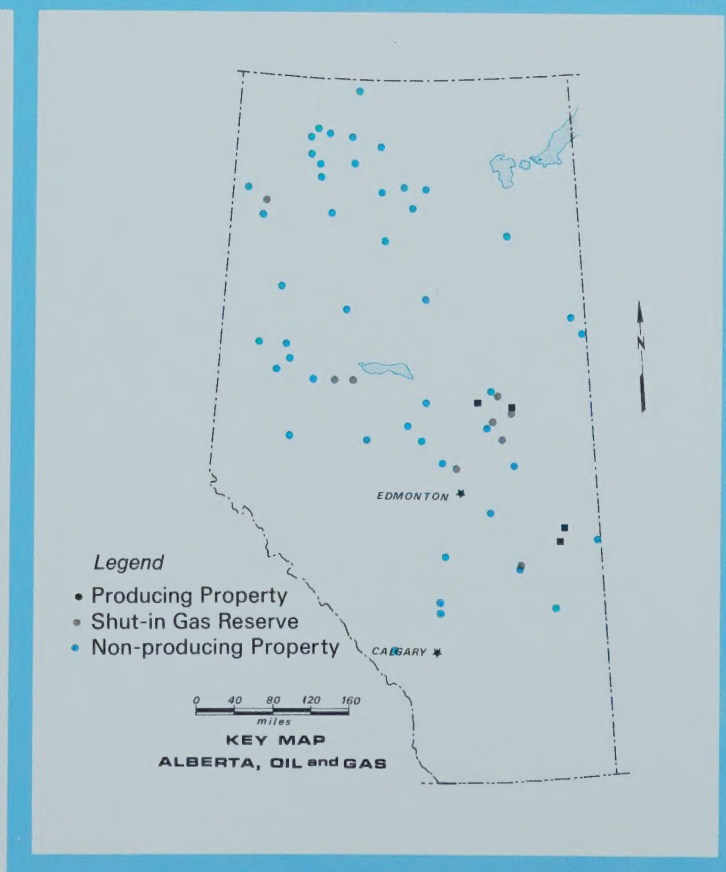 N
EDMONTON
Legend
Producing Property
Shut-in Gas Reserve
Non-producing Property
CALGARY
0 40 80 120 160
miles
KEY MAP
ALBERTA, OIL and GAS